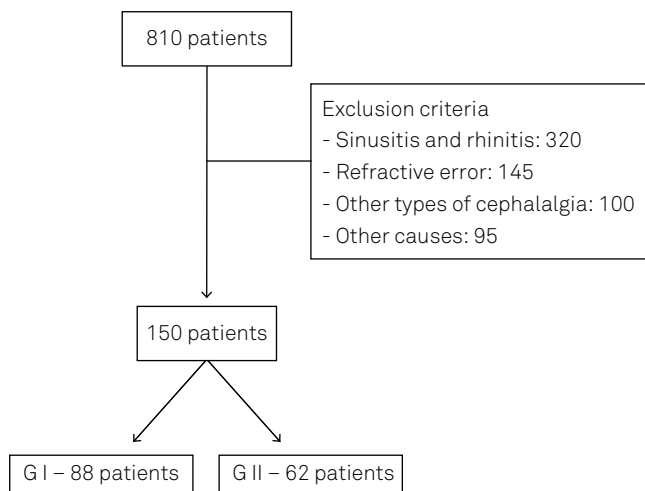 810 patients
Exclusion criteria
- Sinusitis and rhinitis: 320
- Refractive error: 145
- Other types of cephalalgia: 100
- Other causes: 95
150 patients
G I – 88 patients
G II – 62 patients